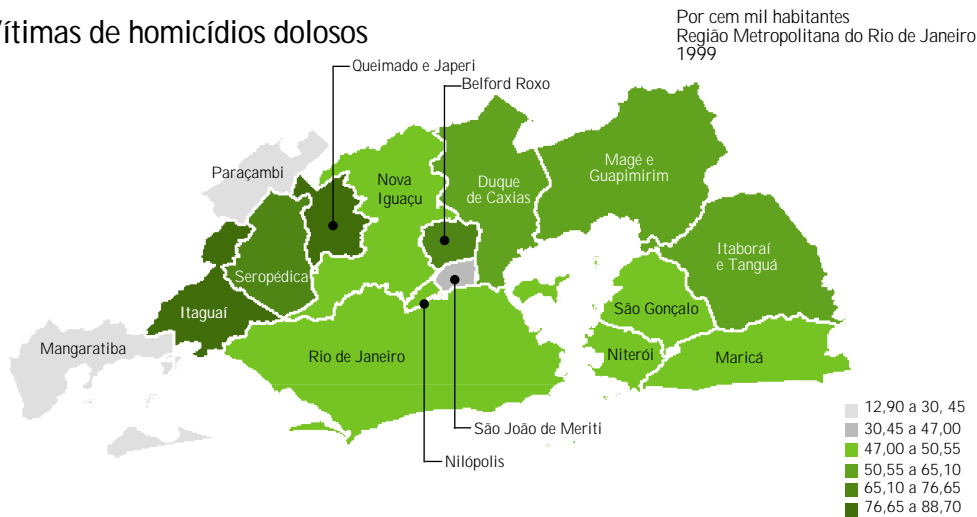 ítimas de homicídios dolosos
Por cem mil habitantes
Região Metropolitana do Rio de Janeiro
1999
Queimado e Japeri
Belford Roxo
Paraçambi
Nova
Iguaçu
Duque
de Caxias
Magé e
Guapimirim
Seropédica
Itaboraí
e Tanguá
Itaguaí
São Gonçalo
Mangaratiba
Rio de Janeiro
Niterói
Maricá
São João de Meriti
Nilópolis
12,90 a 30, 45
30,45 a 47,00
47,00 a 50,55
50,55 a 65,10
65,10 a 76,65
76,65 a 88,70